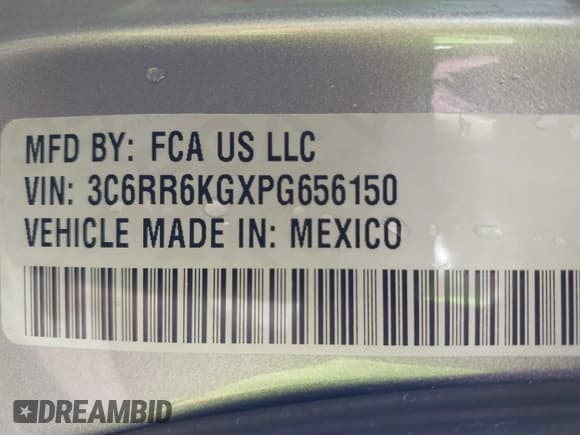 MFD BY: FCA US LLC
VIN: 3C6RR6KGXPG656150
VEHICLE MADE IN: MEXICO
DREAMBID